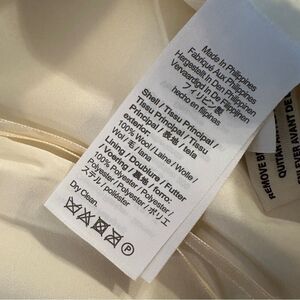 Made In Philippines
Fabriqué Aux Philippines
Hergestellt In Den Philippinen
Vervaardigd In De Filippijnen
フィリピン製
hecho en filipinas
Shell / Tissu Principal /
Tissu Principal / Tissu
Principal / 表地 / tela
exterior:
100% Wool / Laine / Wolle /
Wol / 毛 / lana
Lining / Doublure / Futter
/ Voering / 裏地 / forro:
100% Polyester / Polyester /
Polyester / Polyester / ポリエ
ステル / poliéster
Dry Clean.
P
REMOVE BE